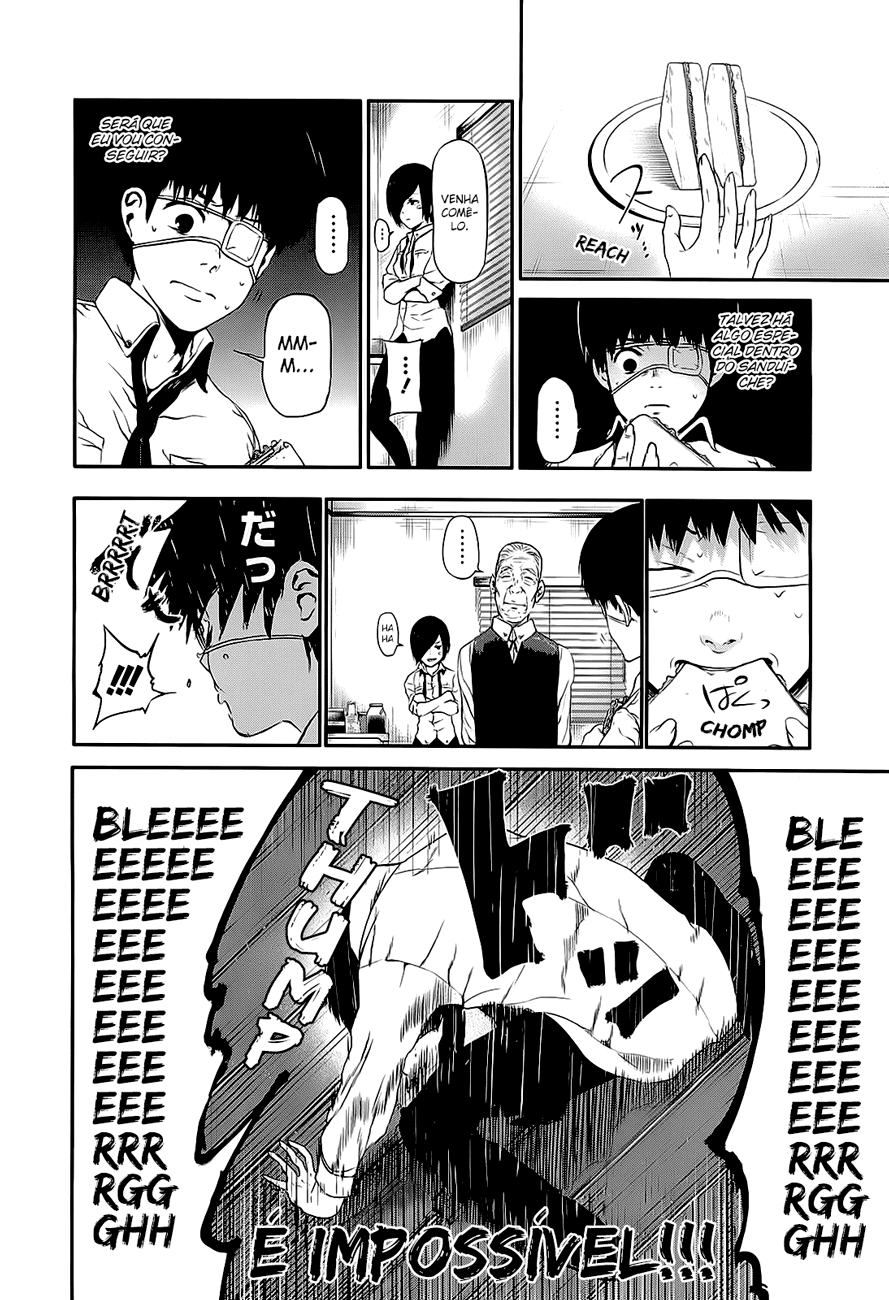 REACH
TALVEZ HÁ
ALGO ESPE-
CIAL DENTRO
DO SANDUÍ-
CHE?
......
VENHA
COMÊ-
LO.
...
...!
SERÁ QUE
EU VOU CON-
SEGUIR?
......
MM-
M...
ぱくっ
CHOMP
......
HA
HA
だっ
BRRRRRT
!!!
BLE
EEE
EEE
EEE
EEE
EEE
EEE
EEE
RRR
RGG
GHH
THUMP
BLEEEE
EEEEE
EEEE
EEE
EEE
EEE
EEE
EEE
RRR
RGG
GHH
É IMPOSSÍVEL!!!